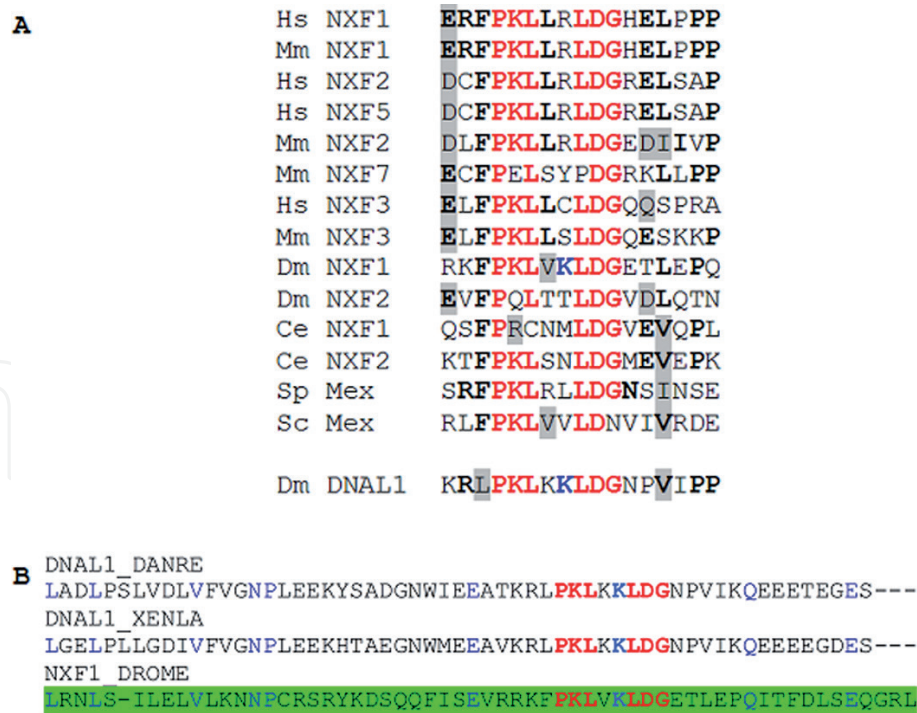 A
Hs NXF1 ERFPKLLRLDGHELPPP
Mm NXF1 ERFPKLLRLDGHELPPP
Hs NXF2 DCFPKLLRLDGRELSAP
Hs NXF5 DCFPKLLRLDGRELSAP
Mm NXF2 DLFPKLLRLDGEDIIVP
Mm NXF7 ECFPELSYPDGRKLLPP
Hs NXF3 ELFPKLLCLDGQQSPRA
Mm NXF3 ELFPKLLSLDGQESKKP
Dm NXF1 RKFPKLVKLDGETLEPQ
Dm NXF2 EVFPQLTTLDGVDLQTN
Ce NXF1 QSFPRCNMLDGVEVQPL
Ce NXF2 KTFPKLSNLDGMEVEPK
Sp Mex SRFPKLRLLDGNSINSE
Sc Mex RLFPKLVVLDNVIVRDE
Dm DNAL1 KRLPKLKKLDGNPVIPP
B
DNAL1_DANRE
LADLPSLVDLVFVGNPLEEKYSADGNWIEEATKRLPKLKKLDGNPVIKQEEETEGES---
DNAL1_XENLA
LGELPLLGDIVFVGNPLEEKHTAEGNWMEEAVKRLPKLKKLDGNPVIKQEEEEGDES---
NXF1_DROME
LRNLS-ILELVLKNNPCRSRYKDSQQFISEVRRKFPKLVKLDGETLEPQITFDLSEQGRL